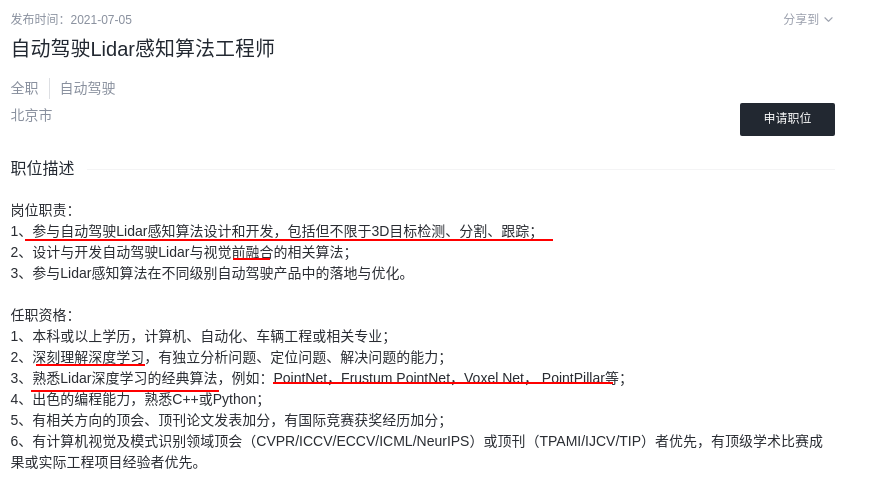 发布时间：2021-07-05
分享到
自动驾驶Lidar感知算法工程师
全职 自动驾驶
北京市
申请职位
职位描述
岗位职责：
1、参与自动驾驶Lidar感知算法设计和开发，包括但不限于3D目标检测、分割、跟踪；
2、设计与开发自动驾驶Lidar与视觉前融合的相关算法；
3、参与Lidar感知算法在不同级别自动驾驶产品中的落地与优化。
任职资格：
1、本科或以上学历，计算机、自动化、车辆工程或相关专业；
2、深刻理解深度学习，有独立分析问题、定位问题、解决问题的能力；
3、熟悉Lidar深度学习的经典算法，例如：PointNet，Frustum PointNet，Voxel Net， PointPillar等；
4、出色的编程能力，熟悉C++或Python；
5、有相关方向的顶会、顶刊论文发表加分，有国际竞赛获奖经历加分；
6、有计算机视觉及模式识别领域顶会（CVPR/ICCV/ECCV/ICML/NeurIPS）或顶刊（TPAMI/IJCV/TIP）者优先，有顶级学术比赛成
果或实际工程项目经验者优先。